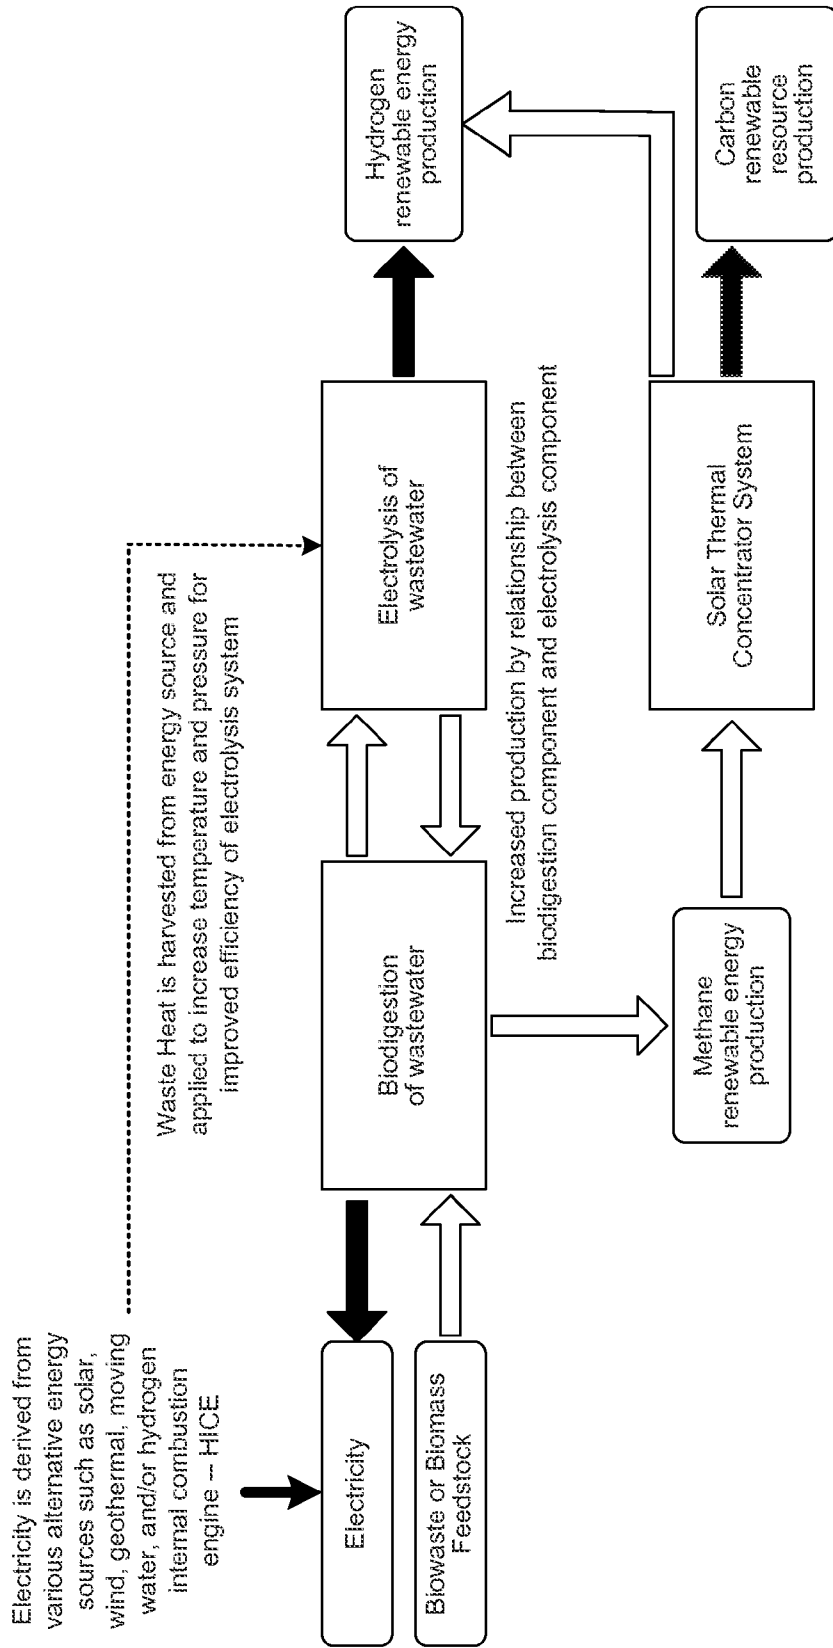 Electricity is derived from
various alternative energy
sources such as solar,
wind, geothermal, moving
water, and/or hydrogen
internal combustion
engine -- HICE
Waste Heat is harvested from energy source and
applied to increase temperature and pressure for
improved efficiency of electrolysis system
Electricity
Biowaste or Biomass
Feedstock
Biodigestion
of wastewater
Electrolysis of
wastewater
Hydrogen
renewable energy
production
Increased production by relationship between
biodigestion component and electrolysis component
Methane
renewable energy
production
Solar Thermal
Concentrator System
Carbon
renewable
resource
production